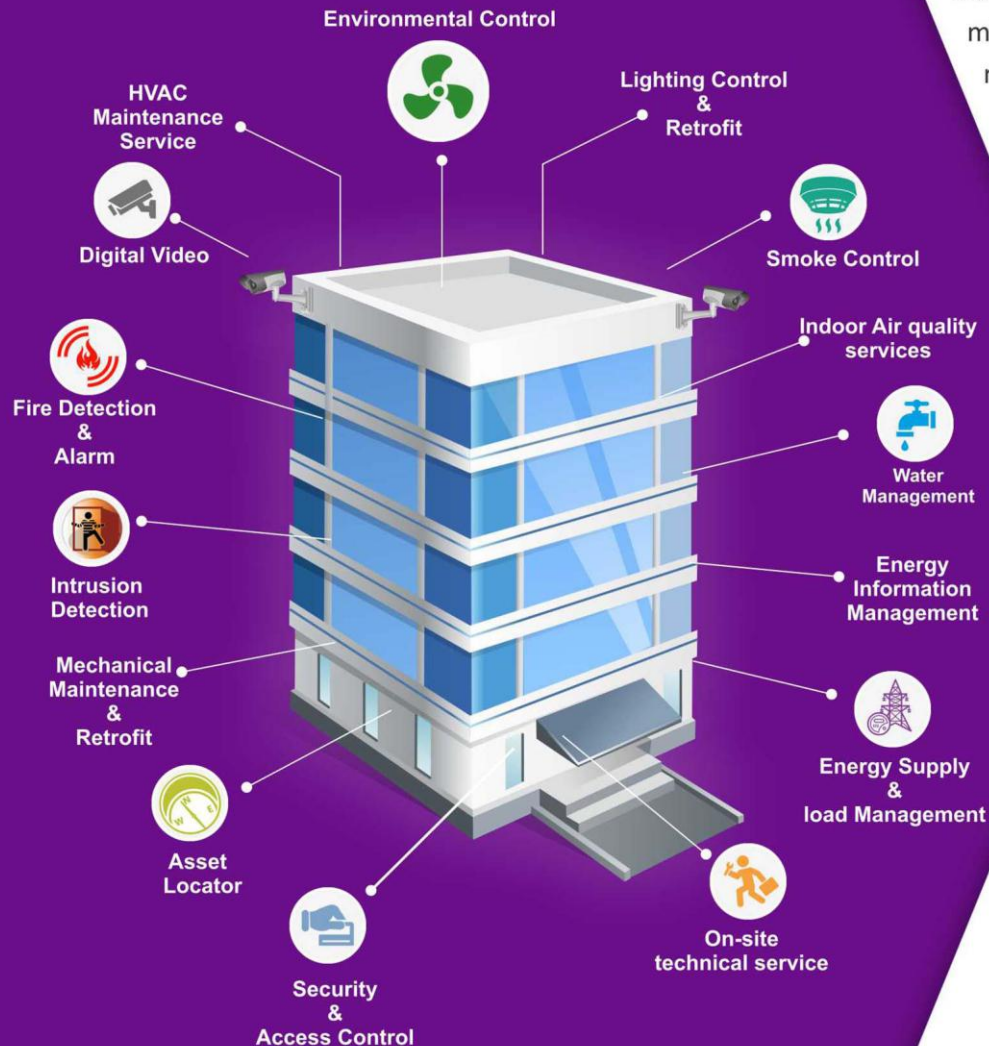 Environmental Control
HVAC
Maintenance
Service
Lighting Control
&
Retrofit
Digital Video
Smoke Control
Indoor Air quality
services
Fire Detection
&
Alarm
Water
Management
Intrusion
Detection
Energy
Information
Management
Mechanical
Maintenance
&
Retrofit
Energy Supply
&
load Management
N
W
E
Asset
Locator
On-site
technical service
Security
&
Access Control